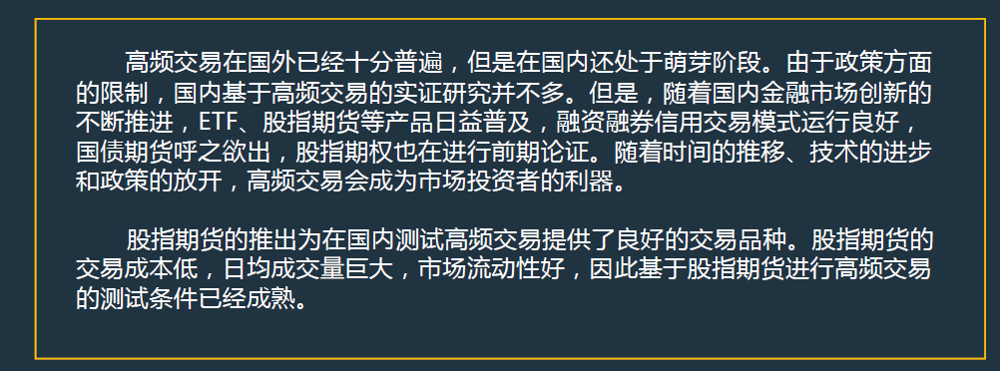 高频交易在国外已经十分普遍，但是在国内还处于萌芽阶段。由于政策方面
的限制，国内基于高频交易的实证研究并不多。但是，随着国内金融市场创新的
不断推进，ETF、股指期货等产品日益普及，融资融券信用交易模式运行良好，
国债期货呼之欲出，股指期权也在进行前期论证。随着时间的推移、技术的进步
和政策的放开，高频交易会成为市场投资者的利器。
股指期货的推出为在国内测试高频交易提供了良好的交易品种。股指期货的
交易成本低，日均成交量巨大，市场流动性好，因此基于股指期货进行高频交易
的测试条件已经成熟。